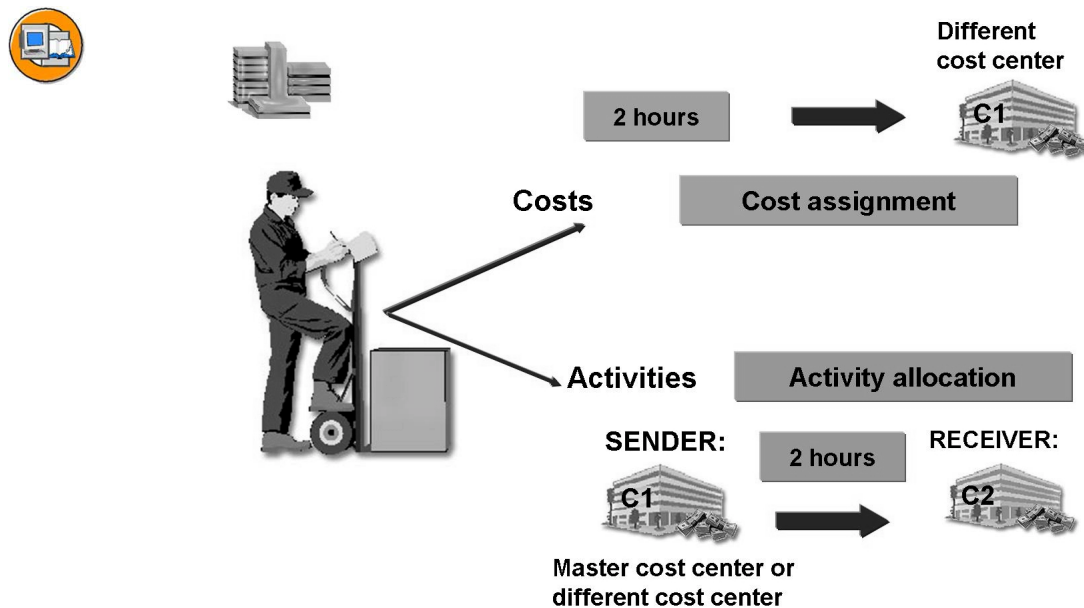 Different
cost center
2 hours
C1
Costs
Cost assignment
Activities
Activity allocation
SENDER:
2 hours
RECEIVER:
C1
C2
Master cost center or
different cost center